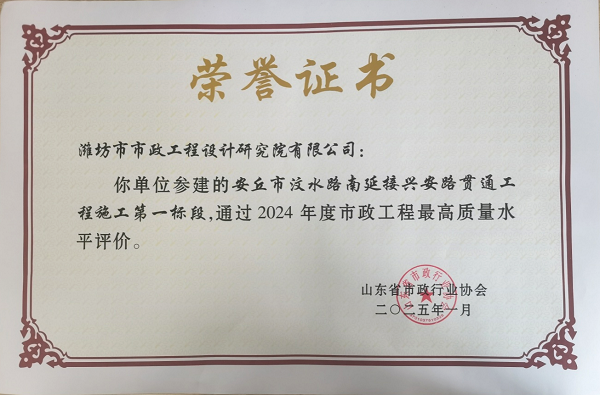 荣誉证书
潍坊市市政工程设计研究院有限公司：
你单位参建的安丘市汶水路南延接兴安路贯通工
程施工第一标段，通过2024年度市政工程最高质量水
平评价。
山东省市政行业协会
二〇二五年一月